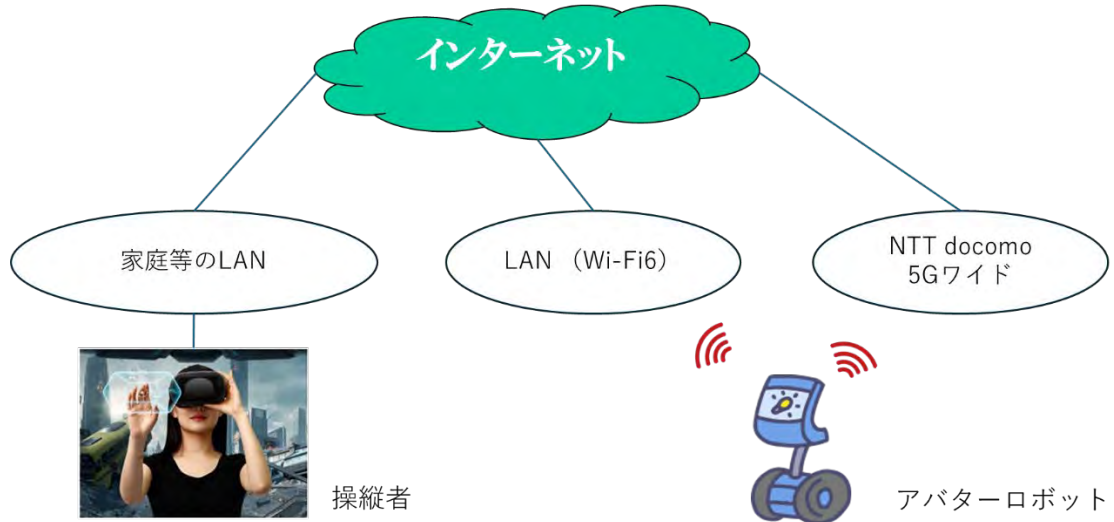 インターネット
家庭等のLAN
LAN （Wi-Fi6）
NTT docomo
5Gワイド
操縦者
アバターロボット